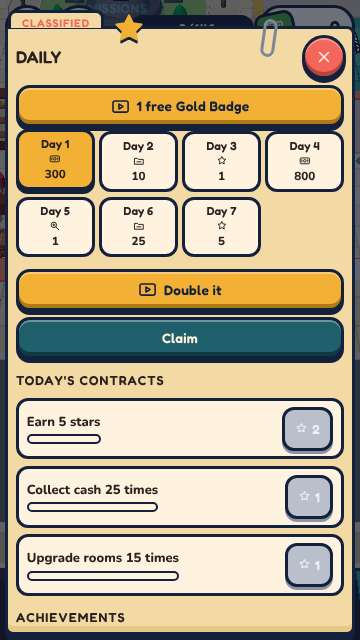 CLASSIFIED
DAILY
1 free Gold Badge
Day 1
300
Day 2
10
Day 3
1
Day 4
800
Day 5
1
Day 6
25
Day 7
5
Double it
Claim
TODAY'S CONTRACTS
Earn 5 stars
2
Collect cash 25 times
1
Upgrade rooms 15 times
1
ACHIEVEMENTS